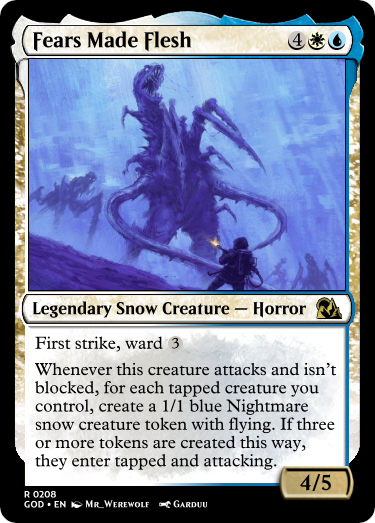 Fears Made Flesh 4
Legendary Snow Creature — Horror
First strike, ward 3
Whenever this creature attacks and isn't
blocked, for each tapped creature you
control, create a 1/1 blue Nightmare
snow creature token with flying. If three
or more tokens are created this way,
they enter tapped and attacking.
4/5
R 0208
GOD • EN Mr_Werewolf Garduu